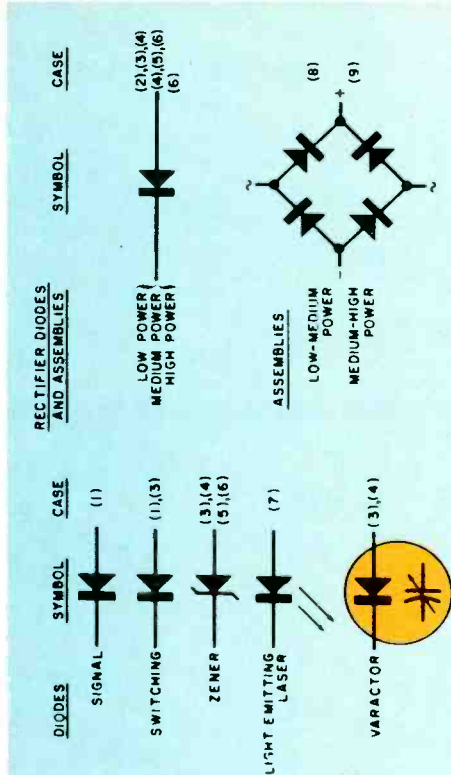 DIODES SYMBOL CASE
SIGNAL (1)
SWITCHING (1),(3)
ZENER (3),(4)
(5),(6)
LIGHT EMITTING (7)
LASER
VARACTOR (3),(4)
RECTIFIER DIODES
AND ASSEMBLIES SYMBOL CASE
LOW POWER } (2),(3),(4)
MEDIUM POWER } (4),(5),(6)
HIGH POWER } (6)
ASSEMBLIES
LOW-MEDIUM (8)
POWER
MEDIUM-HIGH (9)
POWER
~
- +
~